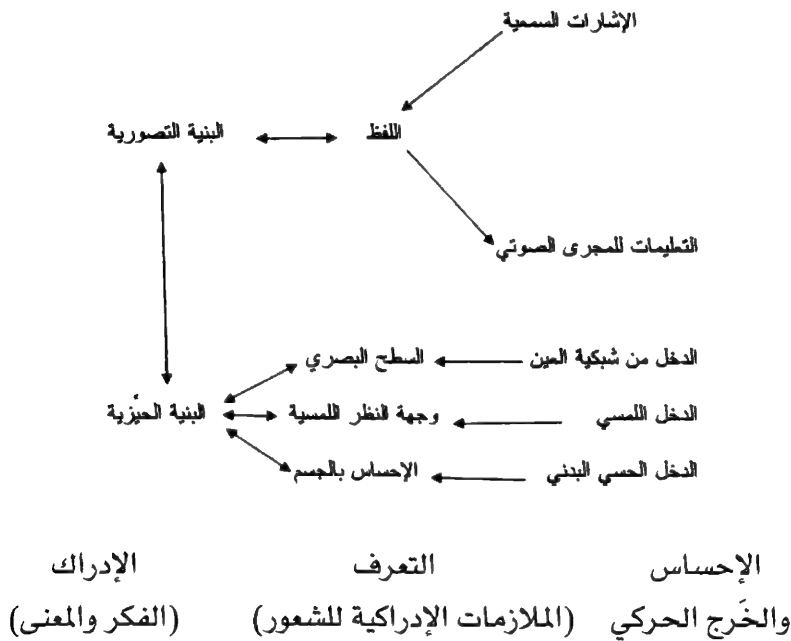 الإشارات السمعية
اللفظ البنية التصورية
التعليمات للمجرى الصوتي
الدخل من شبكية العين السطح البصري
الدخل اللمسي وجهة النظر اللمسية البنية الحيّزية
الدخل الحسي البدني الإحساس بالجسم
الإحساس التعرف الإدراك
والخَرج الحركي (الملازمات الإدراكية للشعور) (الفكر والمعنى)